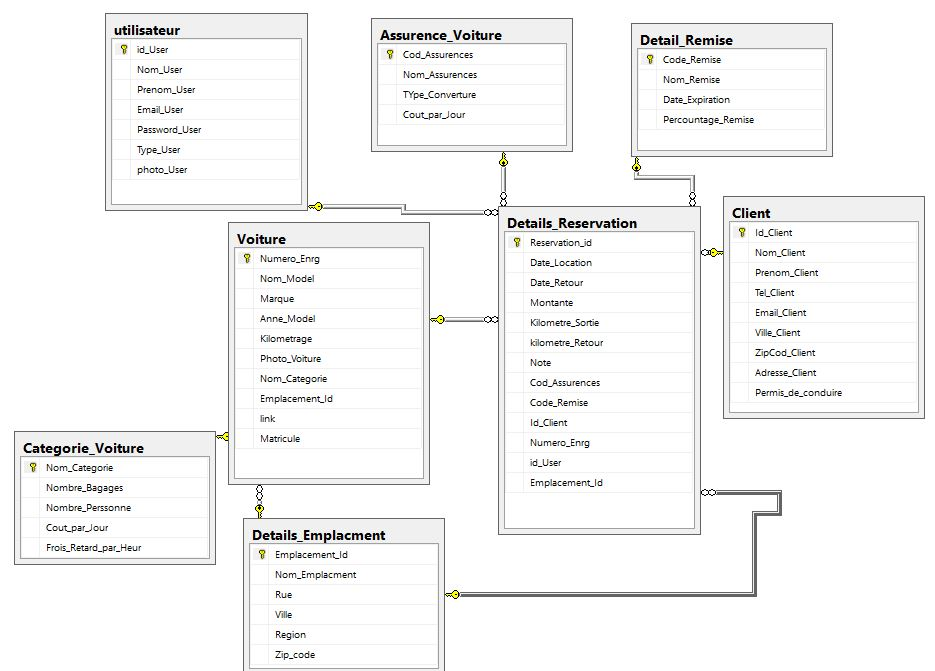 utilisateur
id_User
Nom_User
Prenom_User
Email_User
Password_User
Type_User
photo_User
Assurence_Voiture
Cod_Assurences
Nom_Assurences
TYpe_Converture
Cout_par_Jour
Detail_Remise
Code_Remise
Nom_Remise
Date_Expiration
Percountage_Remise
Voiture
Numero_Enrg
Nom_Model
Marque
Anne_Model
Kilometrage
Photo_Voiture
Nom_Categorie
Emplacement_Id
link
Matricule
Details_Reservation
Reservation_id
Date_Location
Date_Retour
Montante
Kilometre_Sortie
kilometre_Retour
Note
Cod_Assurences
Code_Remise
Id_Client
Numero_Enrg
id_User
Emplacement_Id
Client
Id_Client
Nom_Client
Prenom_Client
Tel_Client
Email_Client
Ville_Client
ZipCod_Client
Adresse_Client
Permis_de_conduire
Categorie_Voiture
Nom_Categorie
Nombre_Bagages
Nombre_Perssonne
Cout_par_Jour
Frois_Retard_par_Heur
Details_Emplacment
Emplacement_Id
Nom_Emplacment
Rue
Ville
Region
Zip_code